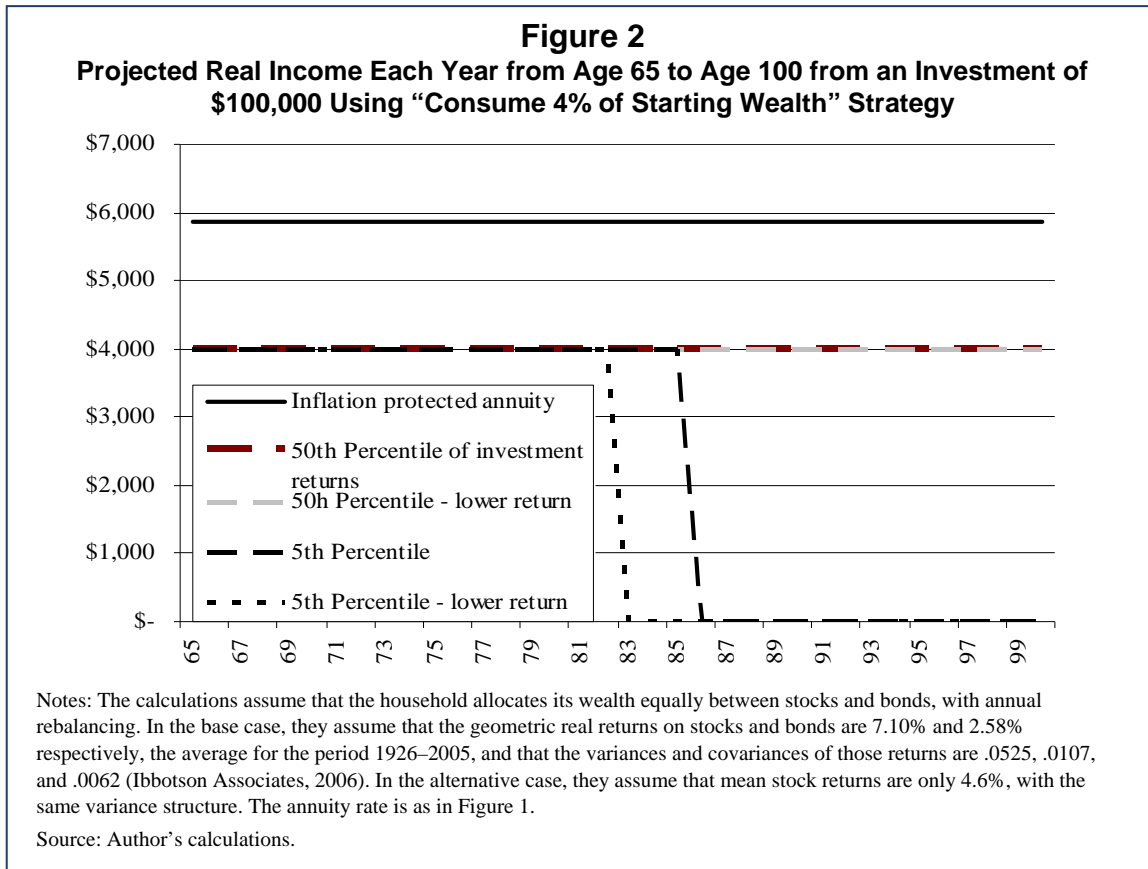 Figure 2
Projected Real Income Each Year from Age 65 to Age 100 from an Investment of
$100,000 Using “Consume 4% of Starting Wealth” Strategy
$7,000
$6,000
$5,000
$4,000
$3,000
$2,000
$1,000
$-
Inflation protected annuity
50th Percentile of investment
returns
50h Percentile - lower return
5th Percentile
5th Percentile - lower return
65
67
69
71
73
75
77
79
81
83
85
87
89
91
93
95
97
99
Notes: The calculations assume that the household allocates its wealth equally between stocks and bonds, with annual
rebalancing. In the base case, they assume that the geometric real returns on stocks and bonds are 7.10% and 2.58%
respectively, the average for the period 1926–2005, and that the variances and covariances of those returns are .0525, .0107,
and .0062 (Ibbotson Associates, 2006). In the alternative case, they assume that mean stock returns are only 4.6%, with the
same variance structure. The annuity rate is as in Figure 1.
Source: Author’s calculations.